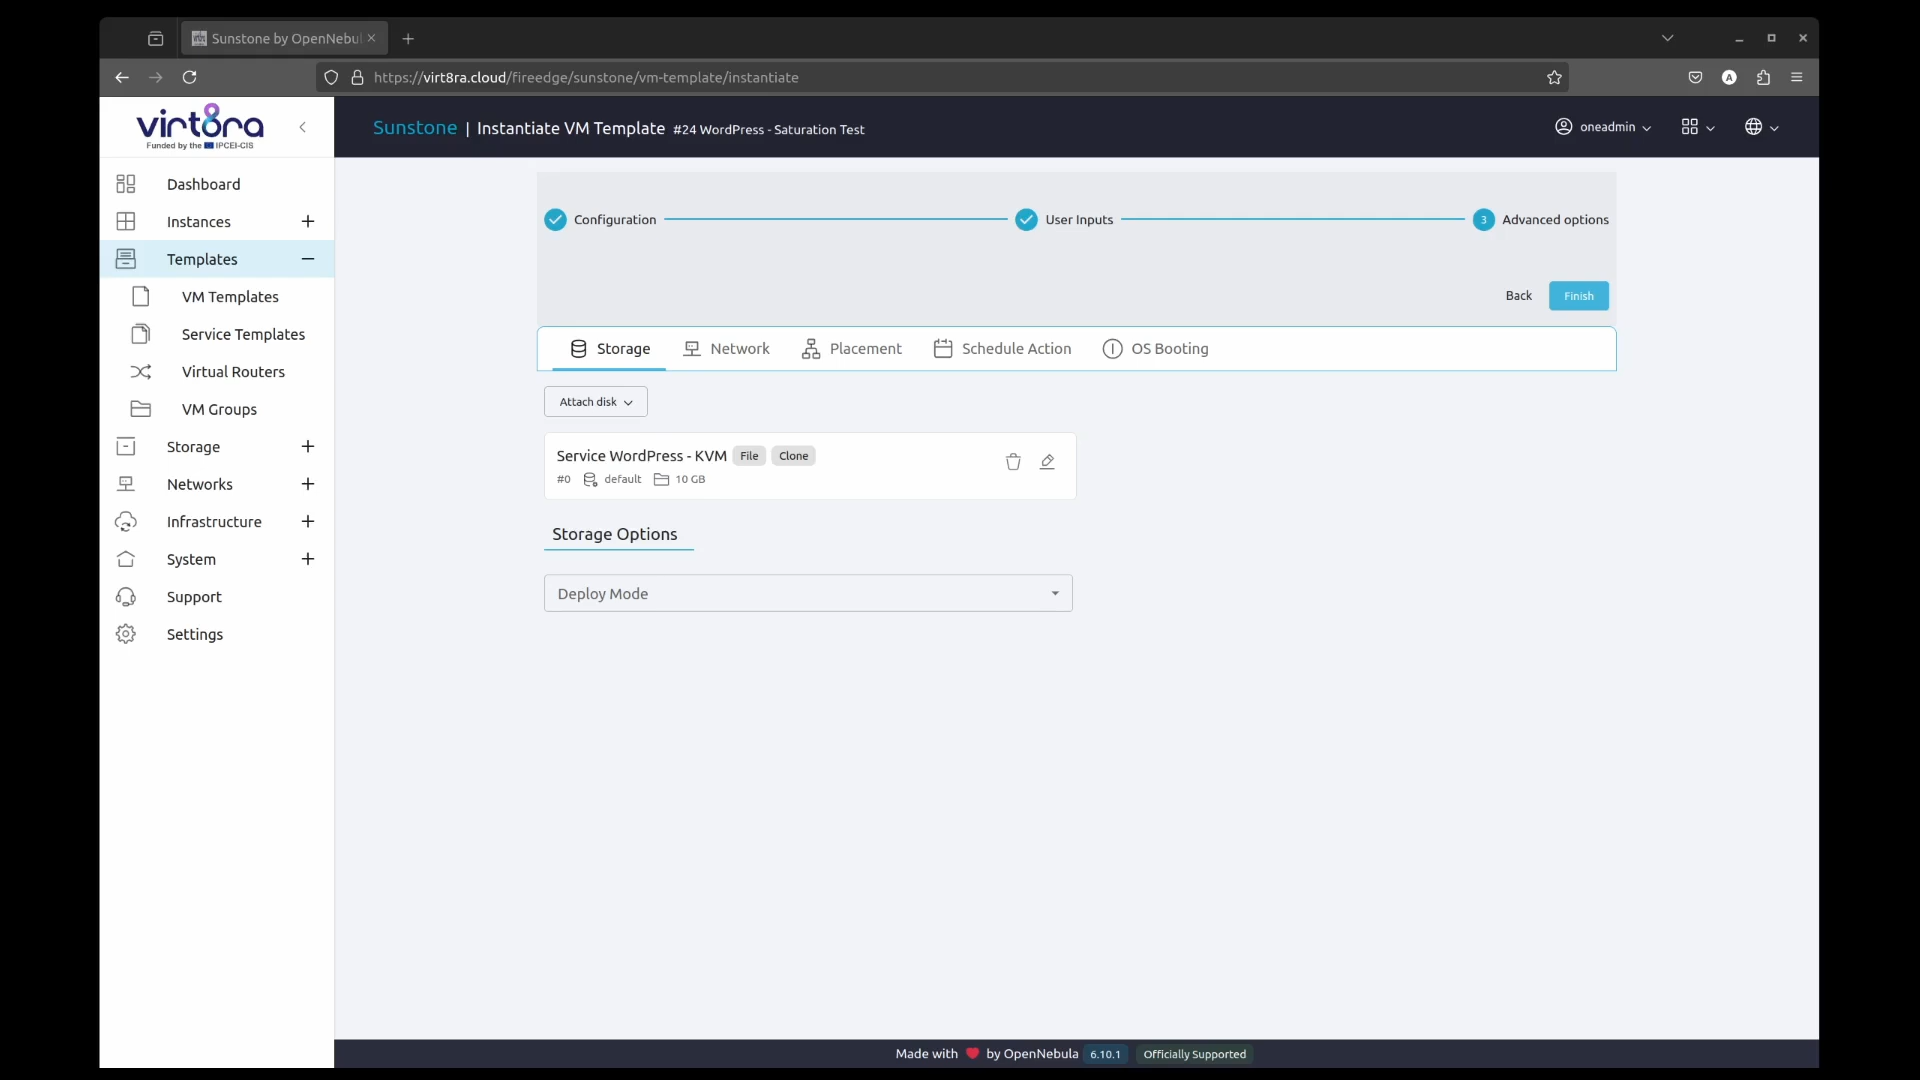 Sunstone by OpenNebu
https://virt8ra.cloud/fireedge/sunstone/vm-template/instantiate
A
virt8ra
Funded by the IPCEI-CIS
Sunstone | Instantiate VM Template #24 WordPress - Saturation Test
oneadmin
Dashboard
Instances
Templates
VM Templates
Service Templates
Virtual Routers
VM Groups
Storage
Networks
Infrastructure
System
Support
Settings
Configuration
User Inputs
3 Advanced options
Back
Finish
Storage
Network
Placement
Schedule Action
OS Booting
Attach disk
Service WordPress - KVM File Clone
#0 default 10 GB
Storage Options
Deploy Mode
Made with ❤ by OpenNebula 6.10.1 Officially Supported